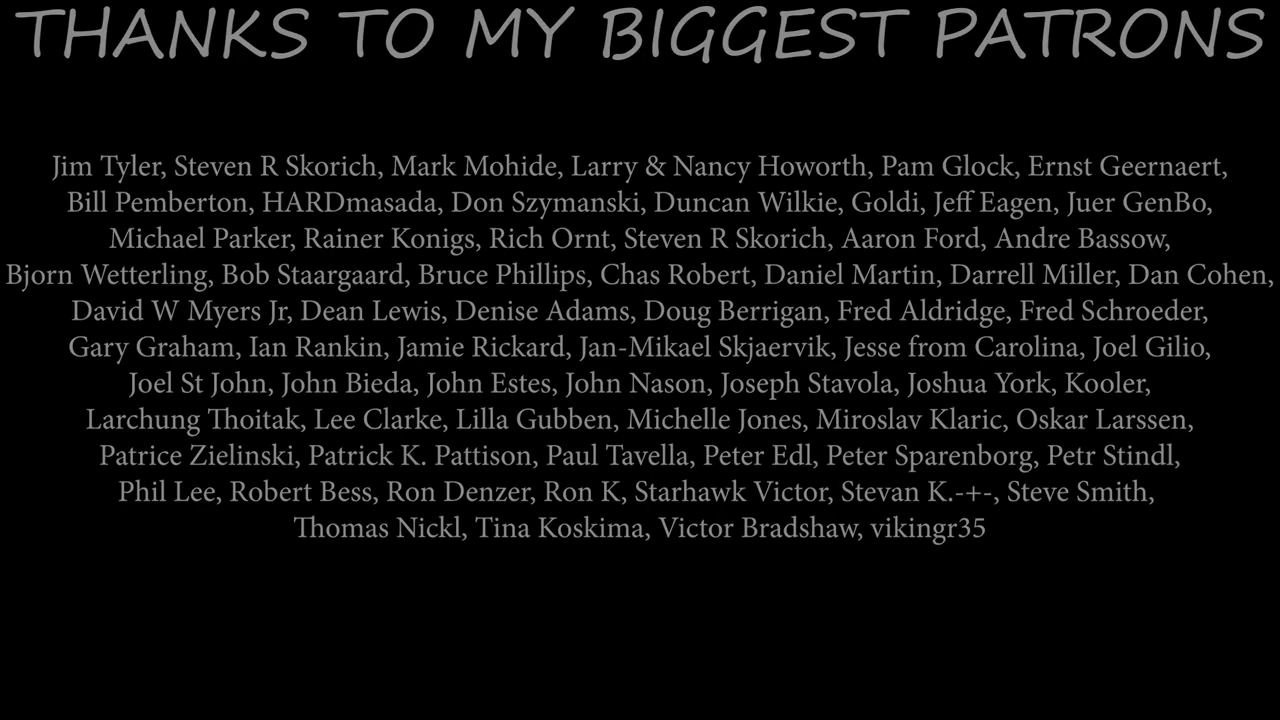 THANKS TO MY BIGGEST PATRONS
Jim Tyler, Steven R Skorich, Mark Mohide, Larry & Nancy Howorth, Pam Glock, Ernst Geernaert,
Bill Pemberton, HARDmasada, Don Szymanski, Duncan Wilkie, Goldi, Jeff Eagen, Juer GenBo,
Michael Parker, Rainer Konigs, Rich Ornt, Steven R Skorich, Aaron Ford, Andre Bassow,
Bjorn Wetterling, Bob Staargaard, Bruce Phillips, Chas Robert, Daniel Martin, Darrell Miller, Dan Cohen,
David W Myers Jr, Dean Lewis, Denise Adams, Doug Berrigan, Fred Aldridge, Fred Schroeder,
Gary Graham, Ian Rankin, Jamie Rickard, Jan-Mikael Skjaervik, Jesse from Carolina, Joel Gilio,
Joel St John, John Bieda, John Estes, John Nason, Joseph Stavola, Joshua York, Kooler,
Larchung Thoitak, Lee Clarke, Lilla Gubben, Michelle Jones, Miroslav Klaric, Oskar Larssen,
Patrice Zielinski, Patrick K. Pattison, Paul Tavella, Peter Edl, Peter Sparenborg, Petr Stindl,
Phil Lee, Robert Bess, Ron Denzer, Ron K, Starhawk Victor, Stevan K.-+-, Steve Smith,
Thomas Nickl, Tina Koskima, Victor Bradshaw, vikingr35